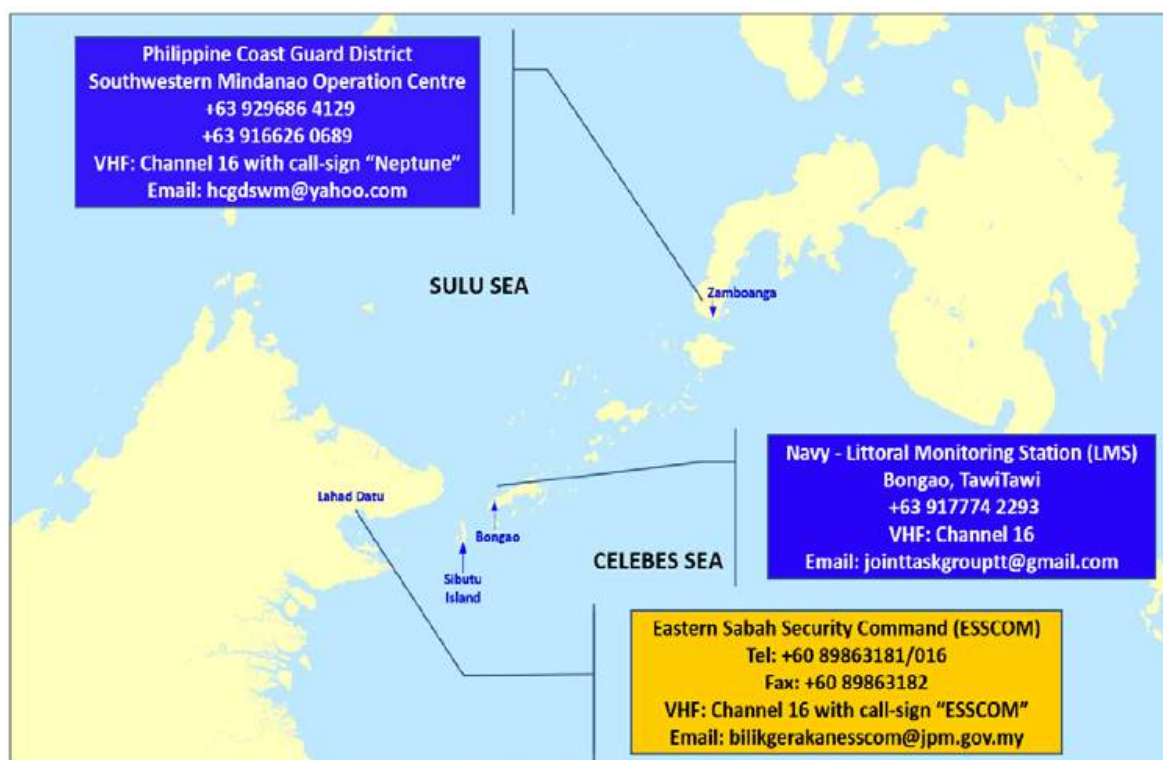 Philippine Coast Guard District
Southwestern Mindanao Operation Centre
+63 929686 4129
+63 916626 0689
VHF: Channel 16 with call-sign “Neptune”
Email: hcgdswm@yahoo.com
SULU SEA
Zamboanga
Navy - Littoral Monitoring Station (LMS)
Bongao, TawiTawi
+63 917774 2293
VHF: Channel 16
Email: jointtaskgrouptt@gmail.com
Lahad Datu
Bongao
CELEBES SEA
Sibutu
Island
Eastern Sabah Security Command (ESSCOM)
Tel: +60 89863181/016
Fax: +60 89863182
VHF: Channel 16 with call-sign “ESSCOM”
Email: bilikgerakanesscom@jpm.gov.my